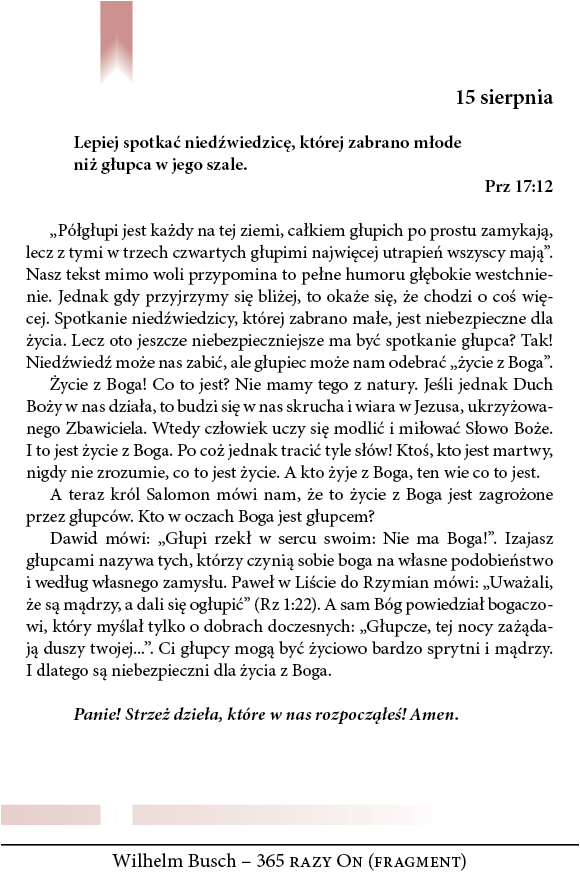 15 sierpnia
Lepiej spotkać niedźwiedzicę, której zabrano młode
niż głupca w jego szale.
Prz 17:12
„Półgłupi jest każdy na tej ziemi, całkiem głupich po prostu zamykają,
lecz z tymi w trzech czwartych głupimi najwięcej utrapień wszyscy mają”.
Nasz tekst mimo woli przypomina to pełne humoru głębokie westchnie-
nie. Jednak gdy przyjrzymy się bliżej, to okaże się, że chodzi o coś wię-
cej. Spotkanie niedźwiedzicy, której zabrano małe, jest niebezpieczne dla
życia. Lecz oto jeszcze niebezpieczniejsze ma być spotkanie głupca? Tak!
Niedźwiedź może nas zabić, ale głupiec może nam odebrać „życie z Boga”.
Życie z Boga! Co to jest? Nie mamy tego z natury. Jeśli jednak Duch
Boży w nas działa, to budzi się w nas skrucha i wiara w Jezusa, ukrzyżowa-
nego Zbawiciela. Wtedy człowiek uczy się modlić i miłować Słowo Boże.
I to jest życie z Boga. Po coż jednak tracić tyle słów! Ktoś, kto jest martwy,
nigdy nie zrozumie, co to jest życie. A kto żyje z Boga, ten wie co to jest.
A teraz król Salomon mówi nam, że to życie z Boga jest zagrożone
przez głupców. Kto w oczach Boga jest głupcem?
Dawid mówi: „Głupi rzekł w sercu swoim: Nie ma Boga!”. Izajasz
głupcami nazywa tych, którzy czynią sobie boga na własne podobieństwo
i według własnego zamysłu. Paweł w Liście do Rzymian mówi: „Uważali,
że są mądrzy, a dali się ogłupić” (Rz 1:22). A sam Bóg powiedział bogaczo-
wi, który myślał tylko o dobrach doczesnych: „Głupcze, tej nocy zażąda-
ją duszy twojej...”. Ci głupcy mogą być życiowo bardzo sprytni i mądrzy.
I dlatego są niebezpieczni dla życia z Boga.
Panie! Strzeż dzieła, które w nas rozpocząłeś! Amen.
Wilhelm Busch – 365 razy On (fragment)